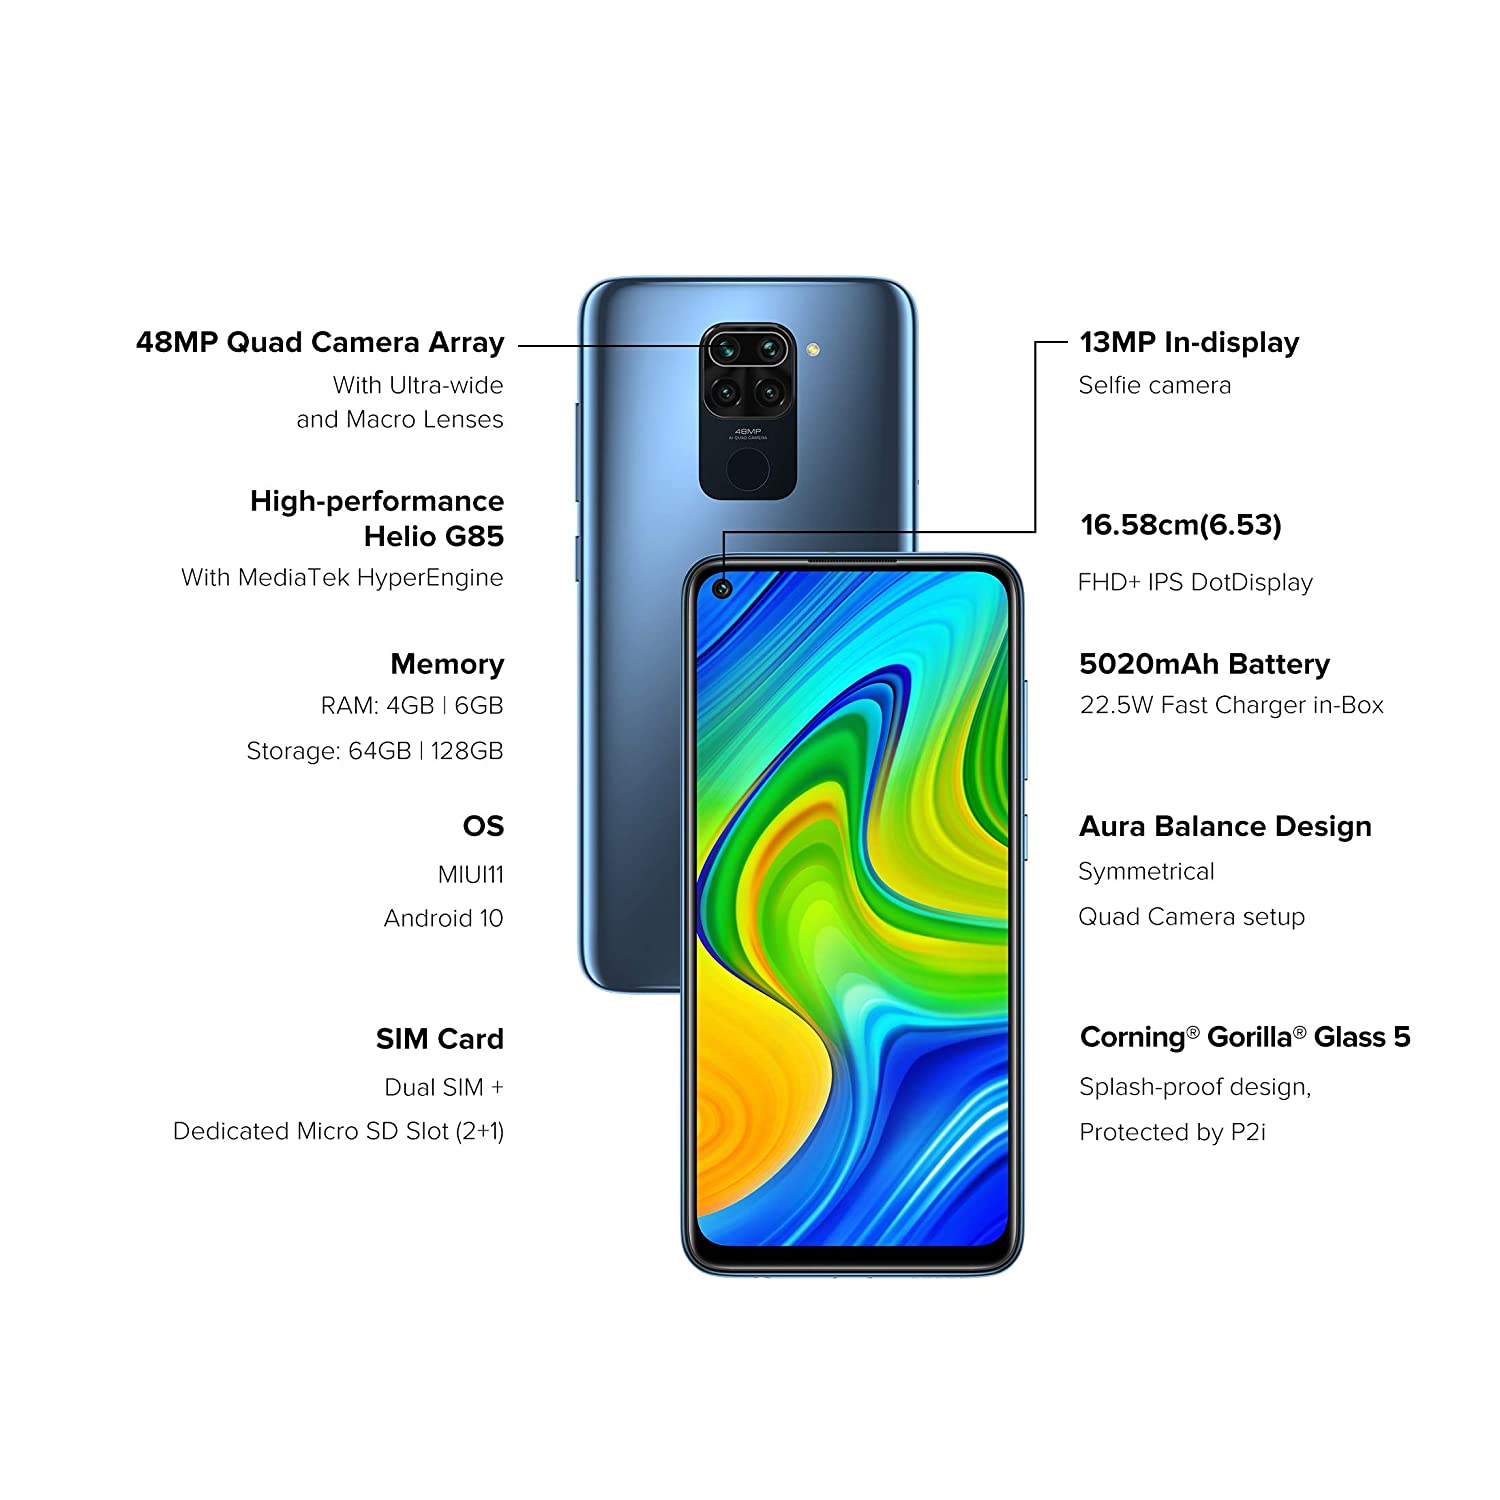 48MP Quad Camera Array
With Ultra-wide
and Macro Lenses
High-performance
Helio G85
With MediaTek HyperEngine
Memory
RAM: 4GB | 6GB
Storage: 64GB | 128GB
OS
MIUI11
Android 10
SIM Card
Dual SIM +
Dedicated Micro SD Slot (2+1)
48MP
AI QUAD CAMERA
13MP In-display
Selfie camera
16.58cm(6.53)
FHD+ IPS DotDisplay
5020mAh Battery
22.5W Fast Charger in-Box
Aura Balance Design
Symmetrical
Quad Camera setup
Corning® Gorilla® Glass 5
Splash-proof design,
Protected by P2i